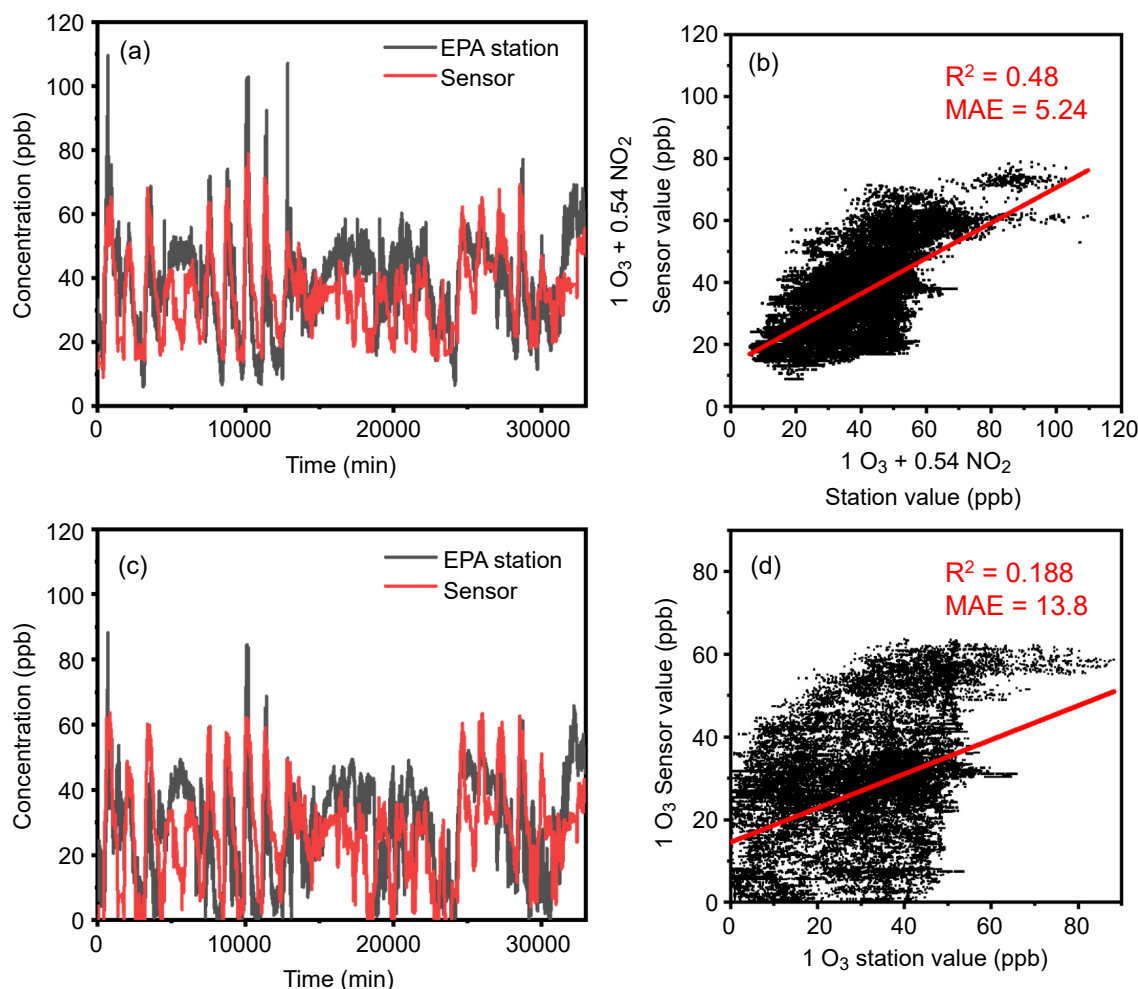 (a)
EPA station
Sensor
Concentration (ppb)
120
100
80
60
40
20
0
0 10000 20000 30000
Time (min)
(b)
R² = 0.48
MAE = 5.24
1 O₃ + 0.54 NO₂
Sensor value (ppb)
120
100
80
60
40
20
0
0 20 40 60 80 100 120
1 O₃ + 0.54 NO₂
Station value (ppb)
(c)
EPA station
Sensor
Concentration (ppb)
120
100
80
60
40
20
0
0 10000 20000 30000
Time (min)
(d)
R² = 0.188
MAE = 13.8
1 O₃ Sensor value (ppb)
80
60
40
20
0
0 20 40 60 80
1 O₃ station value (ppb)